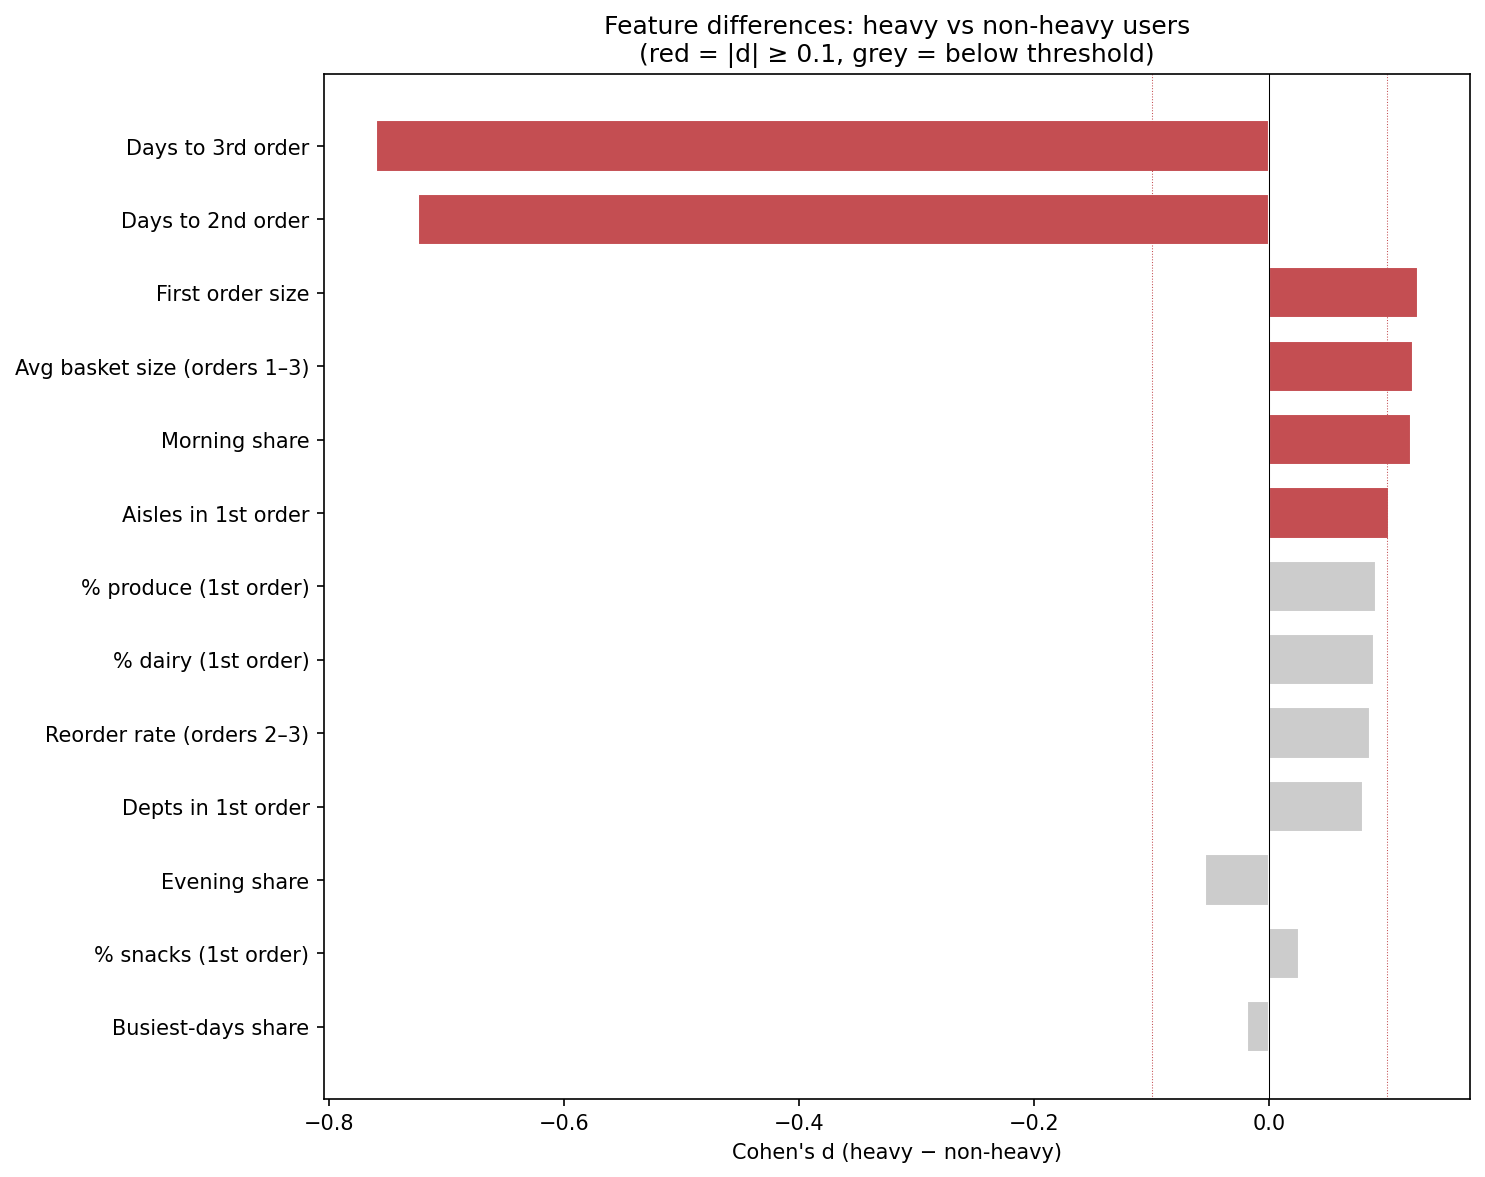 Feature differences: heavy vs non-heavy users
(red = |d| ≥ 0.1, grey = below threshold)
Days to 3rd order
Days to 2nd order
First order size
Avg basket size (orders 1–3)
Morning share
Aisles in 1st order
% produce (1st order)
% dairy (1st order)
Reorder rate (orders 2–3)
Depts in 1st order
Evening share
% snacks (1st order)
Busiest-days share
−0.8 −0.6 −0.4 −0.2 0.0
Cohen's d (heavy − non-heavy)